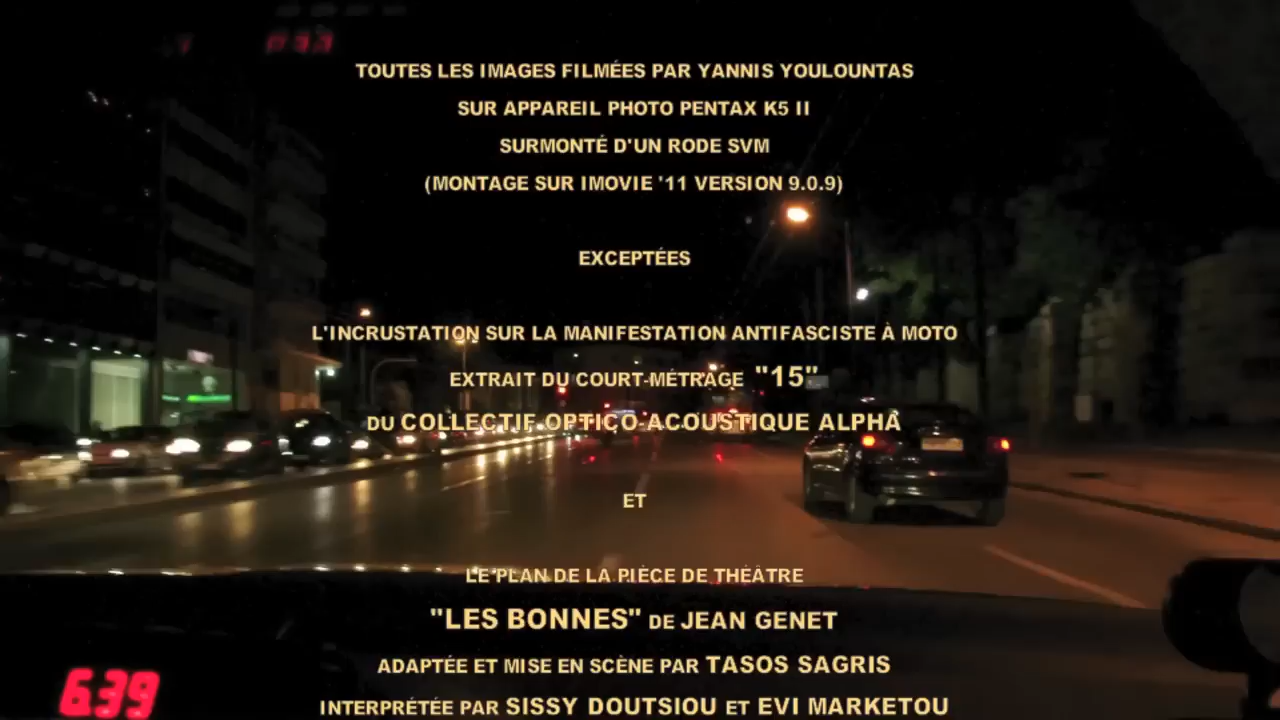 TOUTES LES IMAGES FILMÉES PAR YANNIS YOULOUNTAS
SUR APPAREIL PHOTO PENTAX K5 II
SURMONTÉ D'UN RODE SVM
(MONTAGE SUR IMOVIE '11 VERSION 9.0.9)
EXCEPTÉES
L'INCRUSTATION SUR LA MANIFESTATION ANTIFASCISTE À MOTO
EXTRAIT DU COURT-MÉTRAGE "15"
DU COLLECTIF OPTICO-ACOUSTIQUE ALPHA
ET
LE PLAN DE LA PIÈCE DE THÉÂTRE
"LES BONNES" DE JEAN GENET
ADAPTÉE ET MISE EN SCÈNE PAR TASOS SAGRIS
INTERPRÉTÉE PAR SISSY DOUTSIOU ET EVI MARKETOU
639